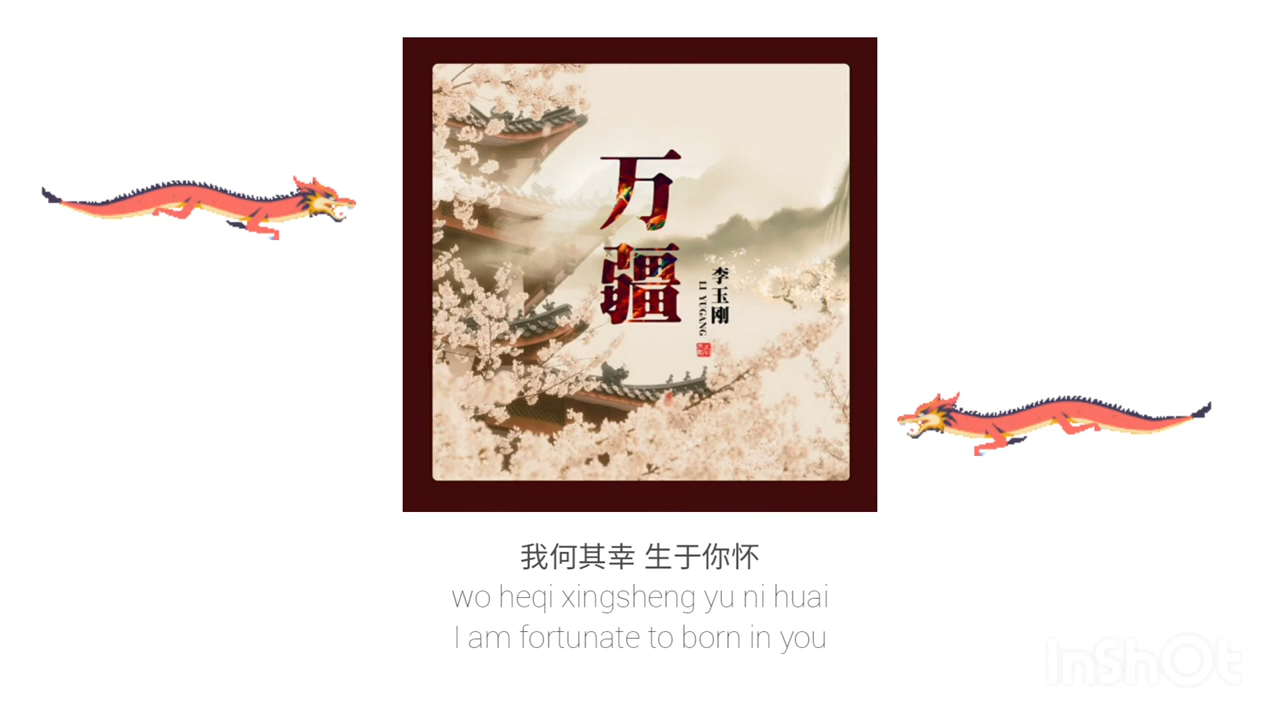 万疆
李玉刚
LI YUGANG
我何其幸 生于你怀
wo heqi xingsheng yu ni huai
I am fortunate to born in you
InShOt